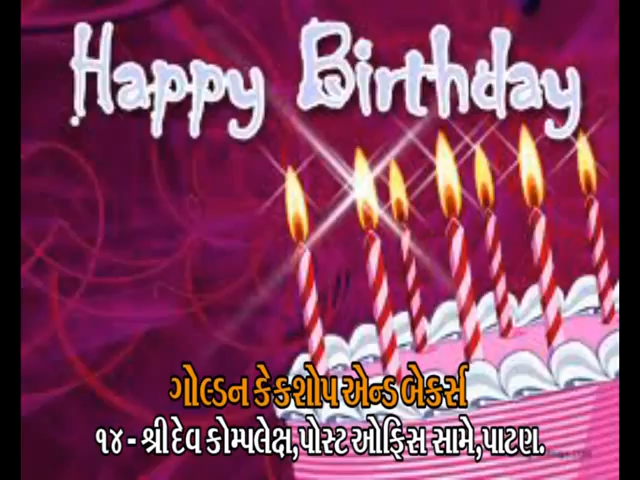 Happy Birthday
ગોલ્ડન કેકશોપ એન્ડ બેકર્સ
૧૪ - શ્રીદેવ કોમ્પલેક્ષ,પોસ્ટ ઓફિસ સામે,પાટણ.